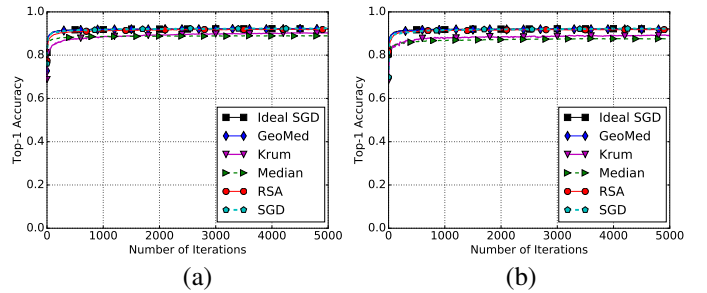 1.0
0.8
0.6
0.4
0.2
0.0
Top-1 Accuracy
Ideal SGD
GeoMed
Krum
Median
RSA
SGD
0 1000 2000 3000 4000 5000
Number of Iterations
(a)
1.0
0.8
0.6
0.4
0.2
0.0
Top-1 Accuracy
Ideal SGD
GeoMed
Krum
Median
RSA
SGD
0 1000 2000 3000 4000 5000
Number of Iterations
(b)